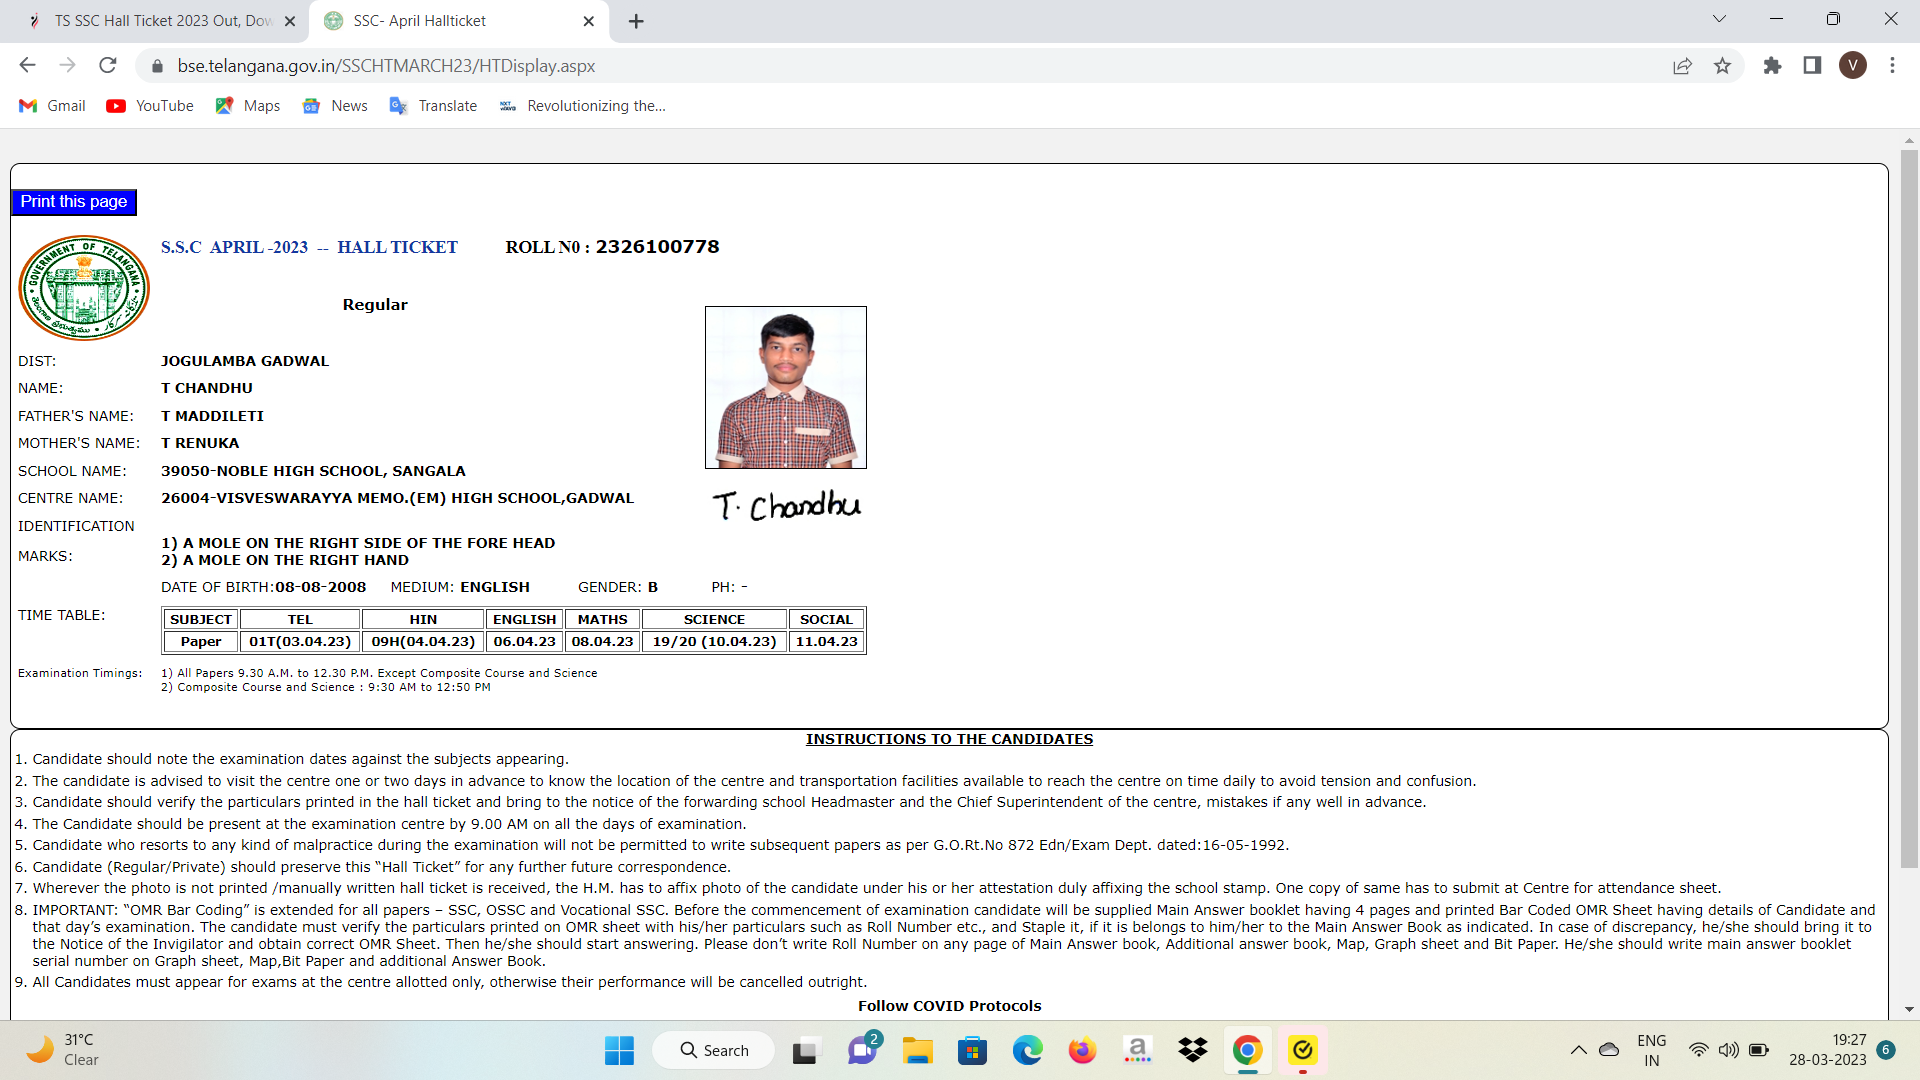 TS SSC Hall Ticket 2023 Out, Dow
SSC- April Hallticket
bse.telangana.gov.in/SSCHTMARCH23/HTDisplay.aspx
V
Gmail YouTube Maps News Translate Revolutionizing the...
Print this page
GOVERNMENT OF TELANGANA
S.S.C APRIL -2023 -- HALL TICKET ROLL N0 : 2326100778
Regular
DIST: JOGULAMBA GADWAL
NAME: T CHANDHU
FATHER'S NAME: T MADDILETI
MOTHER'S NAME: T RENUKA
SCHOOL NAME: 39050-NOBLE HIGH SCHOOL, SANGALA
CENTRE NAME: 26004-VISVESWARAYYA MEMO.(EM) HIGH SCHOOL,GADWAL
T. Chandhu
IDENTIFICATION
MARKS:
1) A MOLE ON THE RIGHT SIDE OF THE FORE HEAD
2) A MOLE ON THE RIGHT HAND
DATE OF BIRTH:08-08-2008 MEDIUM: ENGLISH GENDER: B PH: -
TIME TABLE:
SUBJECT TEL HIN ENGLISH MATHS SCIENCE SOCIAL
Paper 01T(03.04.23) 09H(04.04.23) 06.04.23 08.04.23 19/20 (10.04.23) 11.04.23
Examination Timings: 1) All Papers 9.30 A.M. to 12.30 P.M. Except Composite Course and Science
2) Composite Course and Science : 9:30 AM to 12:50 PM
INSTRUCTIONS TO THE CANDIDATES
1. Candidate should note the examination dates against the subjects appearing.
2. The candidate is advised to visit the centre one or two days in advance to know the location of the centre and transportation facilities available to reach the centre on time daily to avoid tension and confusion.
3. Candidate should verify the particulars printed in the hall ticket and bring to the notice of the forwarding school Headmaster and the Chief Superintendent of the centre, mistakes if any well in advance.
4. The Candidate should be present at the examination centre by 9.00 AM on all the days of examination.
5. Candidate who resorts to any kind of malpractice during the examination will not be permitted to write subsequent papers as per G.O.Rt.No 872 Edn/Exam Dept. dated:16-05-1992.
6. Candidate (Regular/Private) should preserve this “Hall Ticket” for any further future correspondence.
7. Wherever the photo is not printed /manually written hall ticket is received, the H.M. has to affix photo of the candidate under his or her attestation duly affixing the school stamp. One copy of same has to submit at Centre for attendance sheet.
8. IMPORTANT: “OMR Bar Coding” is extended for all papers – SSC, OSSC and Vocational SSC. Before the commencement of examination candidate will be supplied Main Answer booklet having 4 pages and printed Bar Coded OMR Sheet having details of Candidate and
that day’s examination. The candidate must verify the particulars printed on OMR sheet with his/her particulars such as Roll Number etc., and Staple it, if it is belongs to him/her to the Main Answer Book as indicated. In case of discrepancy, he/she should bring it to
the Notice of the Invigilator and obtain correct OMR Sheet. Then he/she should start answering. Please don’t write Roll Number on any page of Main Answer book, Additional answer book, Map, Graph sheet and Bit Paper. He/she should write main answer booklet
serial number on Graph sheet, Map,Bit Paper and additional Answer Book.
9. All Candidates must appear for exams at the centre allotted only, otherwise their performance will be cancelled outright.
Follow COVID Protocols
31°C
Clear
Search
2
a
ENG
IN
19:27
28-03-2023
6